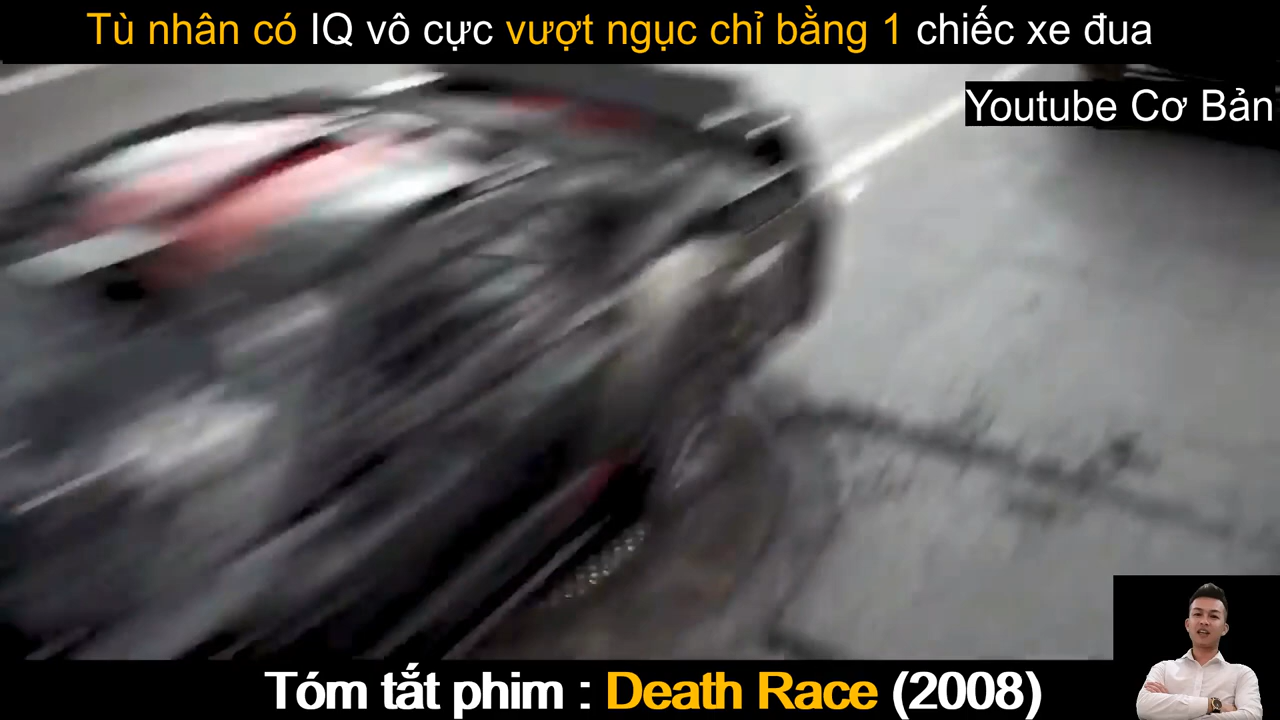 Tù nhân có IQ vô cực vượt ngục chỉ bằng 1 chiếc xe đua
Youtube Cơ Bản
Tóm tắt phim : Death Race (2008)